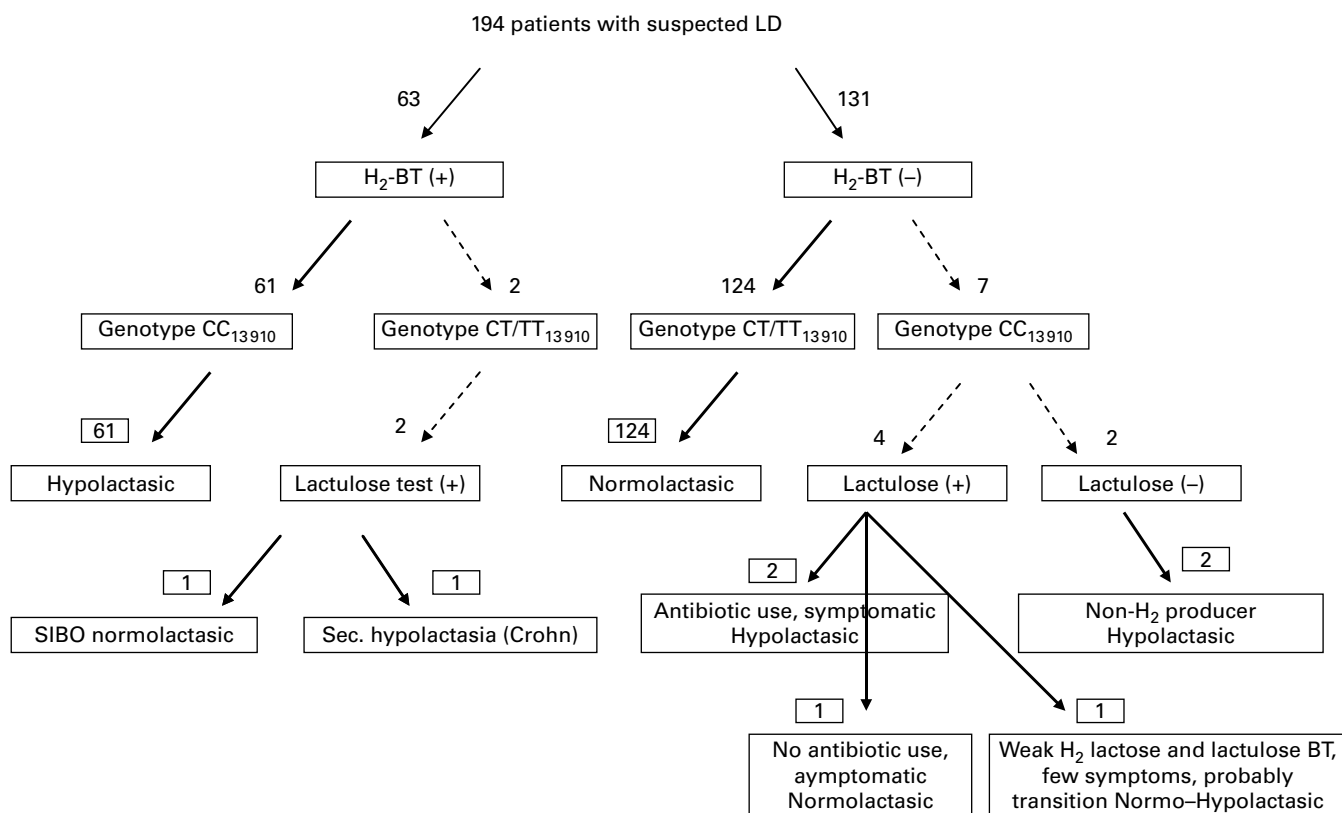 194 patients with suspected LD
63
131
H₂-BT (+)
H₂-BT (–)
61
2
124
7
Genotype CC₁₃₉₁₀
Genotype CT/TT₁₃₉₁₀
Genotype CT/TT₁₃₉₁₀
Genotype CC₁₃₉₁₀
61
2
124
4
2
Hypolactasic
Lactulose test (+)
Normolactasic
Lactulose (+)
Lactulose (–)
1
1
2
2
SIBO normolactasic
Sec. hypolactasia (Crohn)
Antibiotic use, symptomatic
Hypolactasic
Non-H₂ producer
Hypolactasic
1
1
No antibiotic use,
aymptomatic
Normolactasic
Weak H₂ lactose and lactulose BT,
few symptoms, probably
transition Normo–Hypolactasic